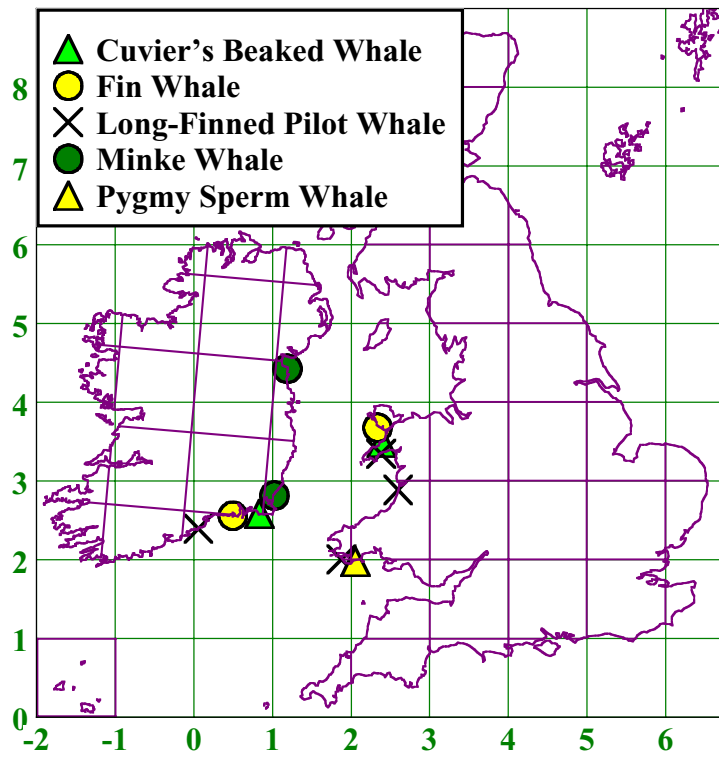 8
7
6
5
4
3
2
1
0
Cuvier's Beaked Whale
Fin Whale
Long-Finned Pilot Whale
Minke Whale
Pygmy Sperm Whale
-2 -1 0 1 2 3 4 5 6